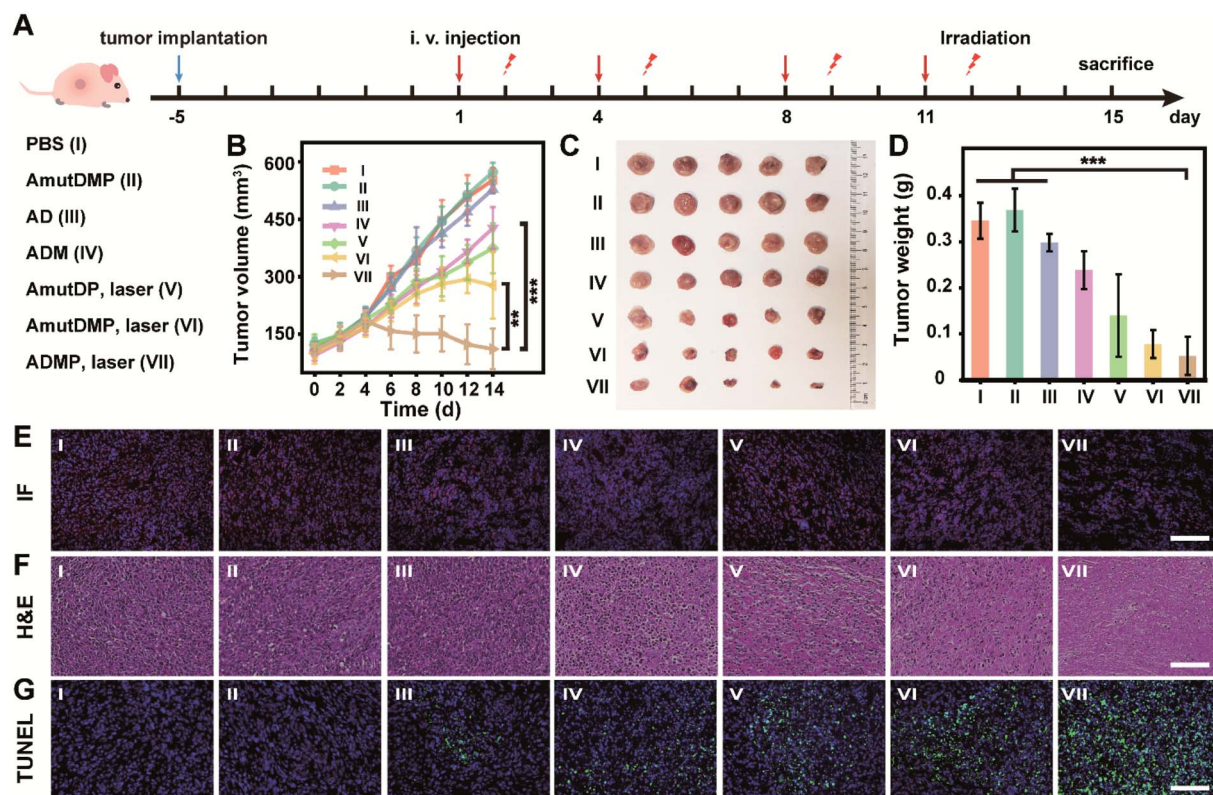 A
tumor implantation
i. v. injection
Irradiation
sacrifice
-5
1
4
8
11
15
day
PBS (I)
AmutDMP (II)
AD (III)
ADM (IV)
AmutDP, laser (V)
AmutDMP, laser (VI)
ADMP, laser (VII)
B
Tumor volume (mm³)
600
450
300
150
I
II
III
IV
V
VI
VII
**
***
0 2 4 6 8 10 12 14
Time (d)
C
I
II
III
IV
V
VI
VII
D
Tumor weight (g)
0.4
0.3
0.2
0.1
0
***
I II III IV V VI VII
E
IF
I II III IV V VI VII
F
H&E
I II III IV V VI VII
G
TUNEL
I II III IV V VI VII